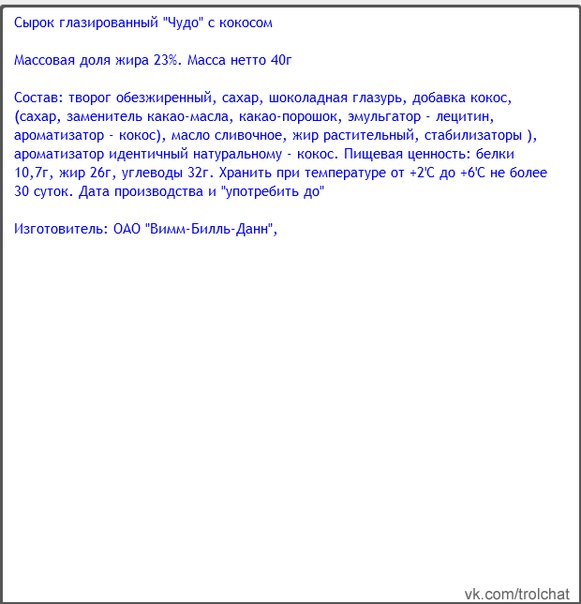 Сырок глазированный "Чудо" с кокосом
Массовая доля жира 23%. Масса нетто 40г
Состав: творог обезжиренный, сахар, шоколадная глазурь, добавка кокос,
(сахар, заменитель какао-масла, какао-порошок, эмульгатор - лецитин,
ароматизатор - кокос), масло сливочное, жир растительный, стабилизаторы ),
ароматизатор идентичный натуральному - кокос. Пищевая ценность: белки
10,7г, жир 26г, углеводы 32г. Хранить при температуре от +2'С до +6'С не более
30 суток. Дата производства и "употребить до"
Изготовитель: ОАО "Вимм-Билль-Данн",
vk.com/trolchat